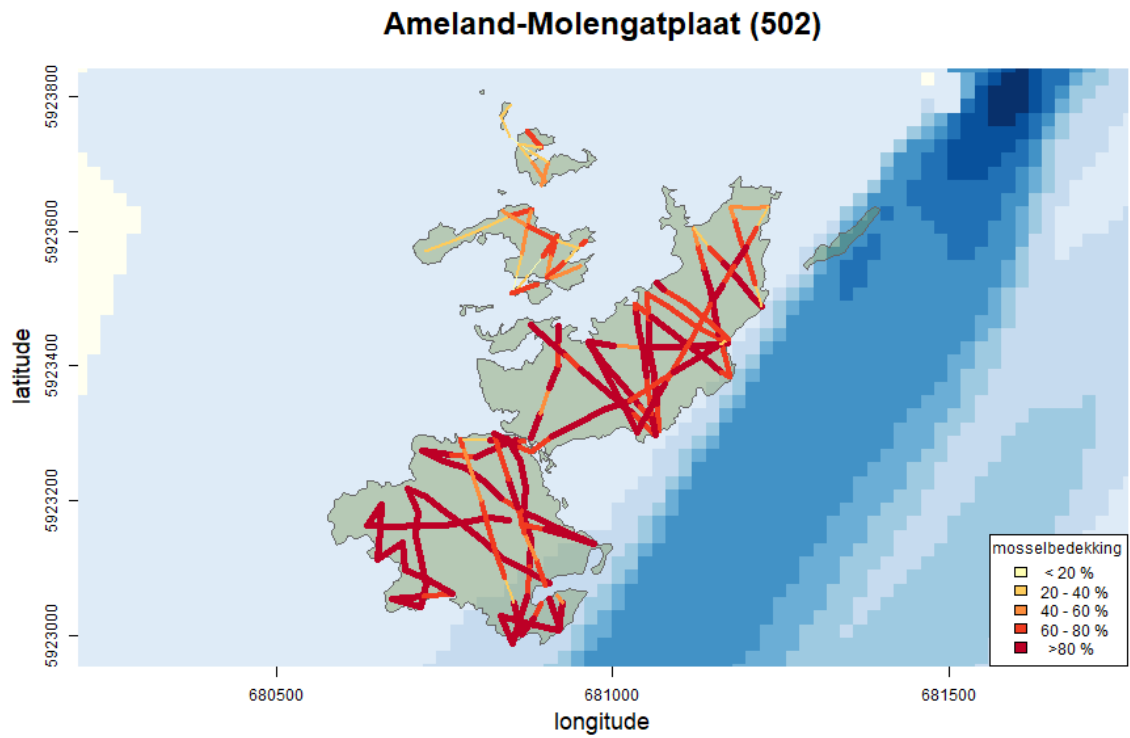 Ameland-Molengatplaat (502)
latitude
5923800
5923600
5923400
5923200
5923000
680500
681000
681500
longitude
mosselbedekking
< 20 %
20 - 40 %
40 - 60 %
60 - 80 %
>80 %